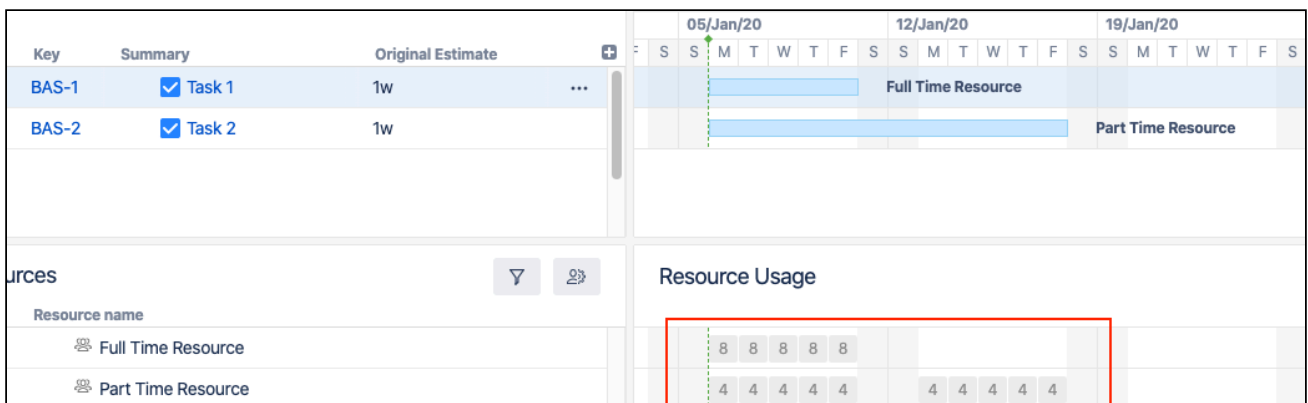 05/Jan/20 12/Jan/20 19/Jan/20
Key Summary Original Estimate F S S M T W T F S S M T W T F S S M T W T F S
BAS-1 Task 1 1w ... Full Time Resource
BAS-2 Task 2 1w Part Time Resource
urces Resource Usage
Resource name
Full Time Resource 8 8 8 8 8
Part Time Resource 4 4 4 4 4 4 4 4 4 4